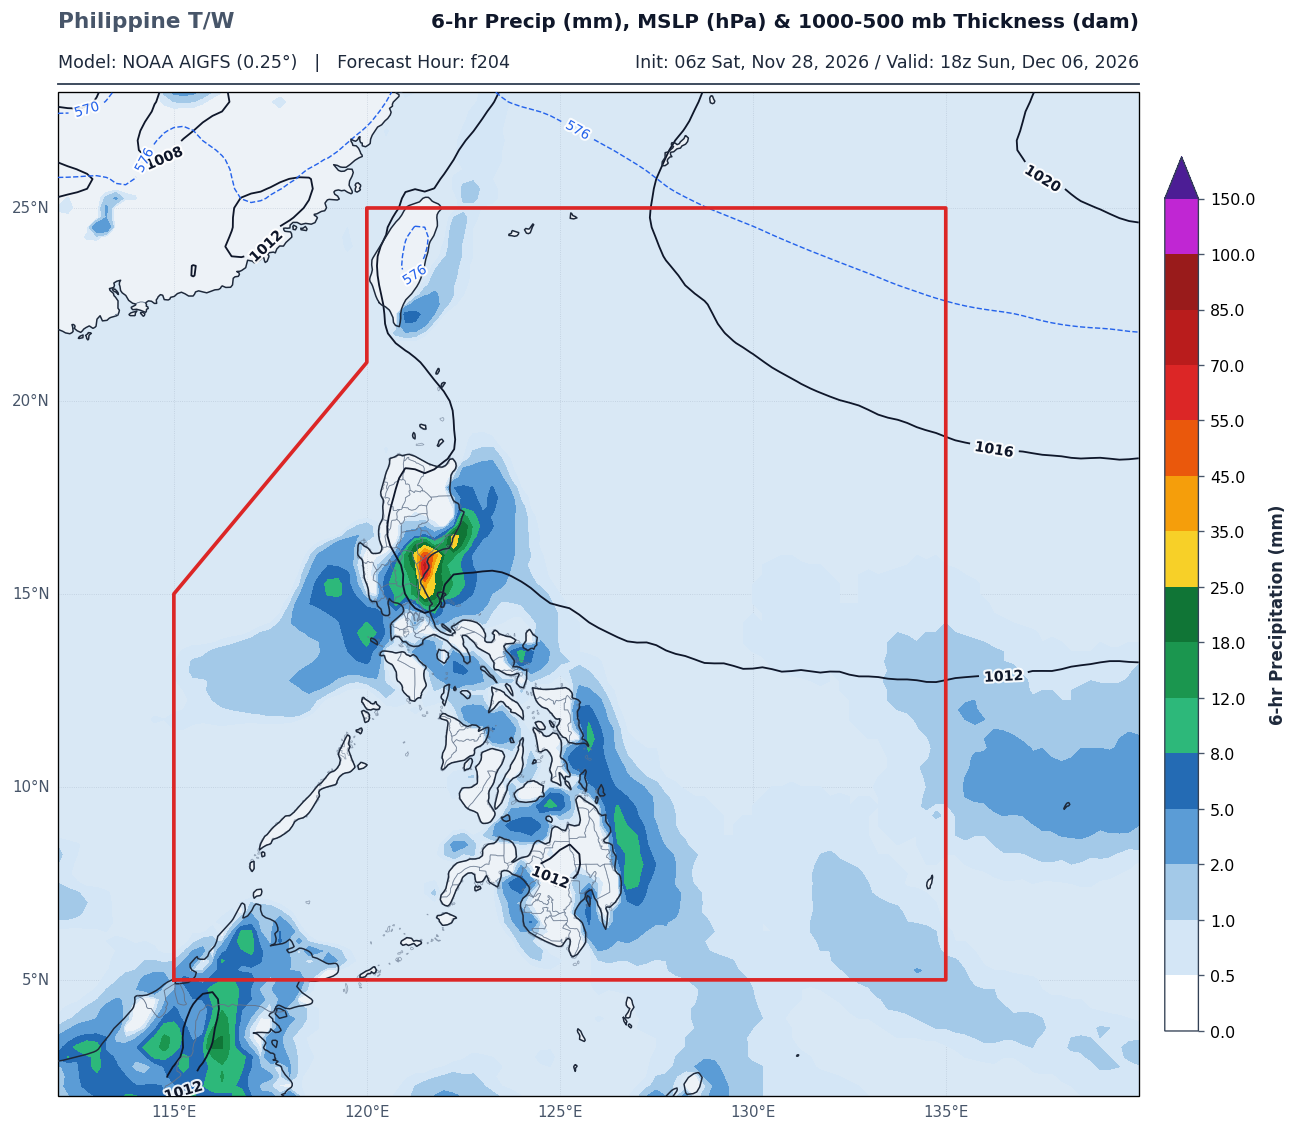 Philippine T/W
6-hr Precip (mm), MSLP (hPa) & 1000-500 mb Thickness (dam)
Model: NOAA AIGFS (0.25°) | Forecast Hour: f204
Init: 06z Sat, Nov 28, 2026 / Valid: 18z Sun, Dec 06, 2026
570
576
576
1008
1020
1012
576
1016
1012
1012
1012
25°N
20°N
15°N
10°N
5°N
115°E
120°E
125°E
130°E
135°E
150.0
100.0
85.0
70.0
55.0
45.0
35.0
25.0
18.0
12.0
8.0
5.0
2.0
1.0
0.5
0.0
6-hr Precipitation (mm)